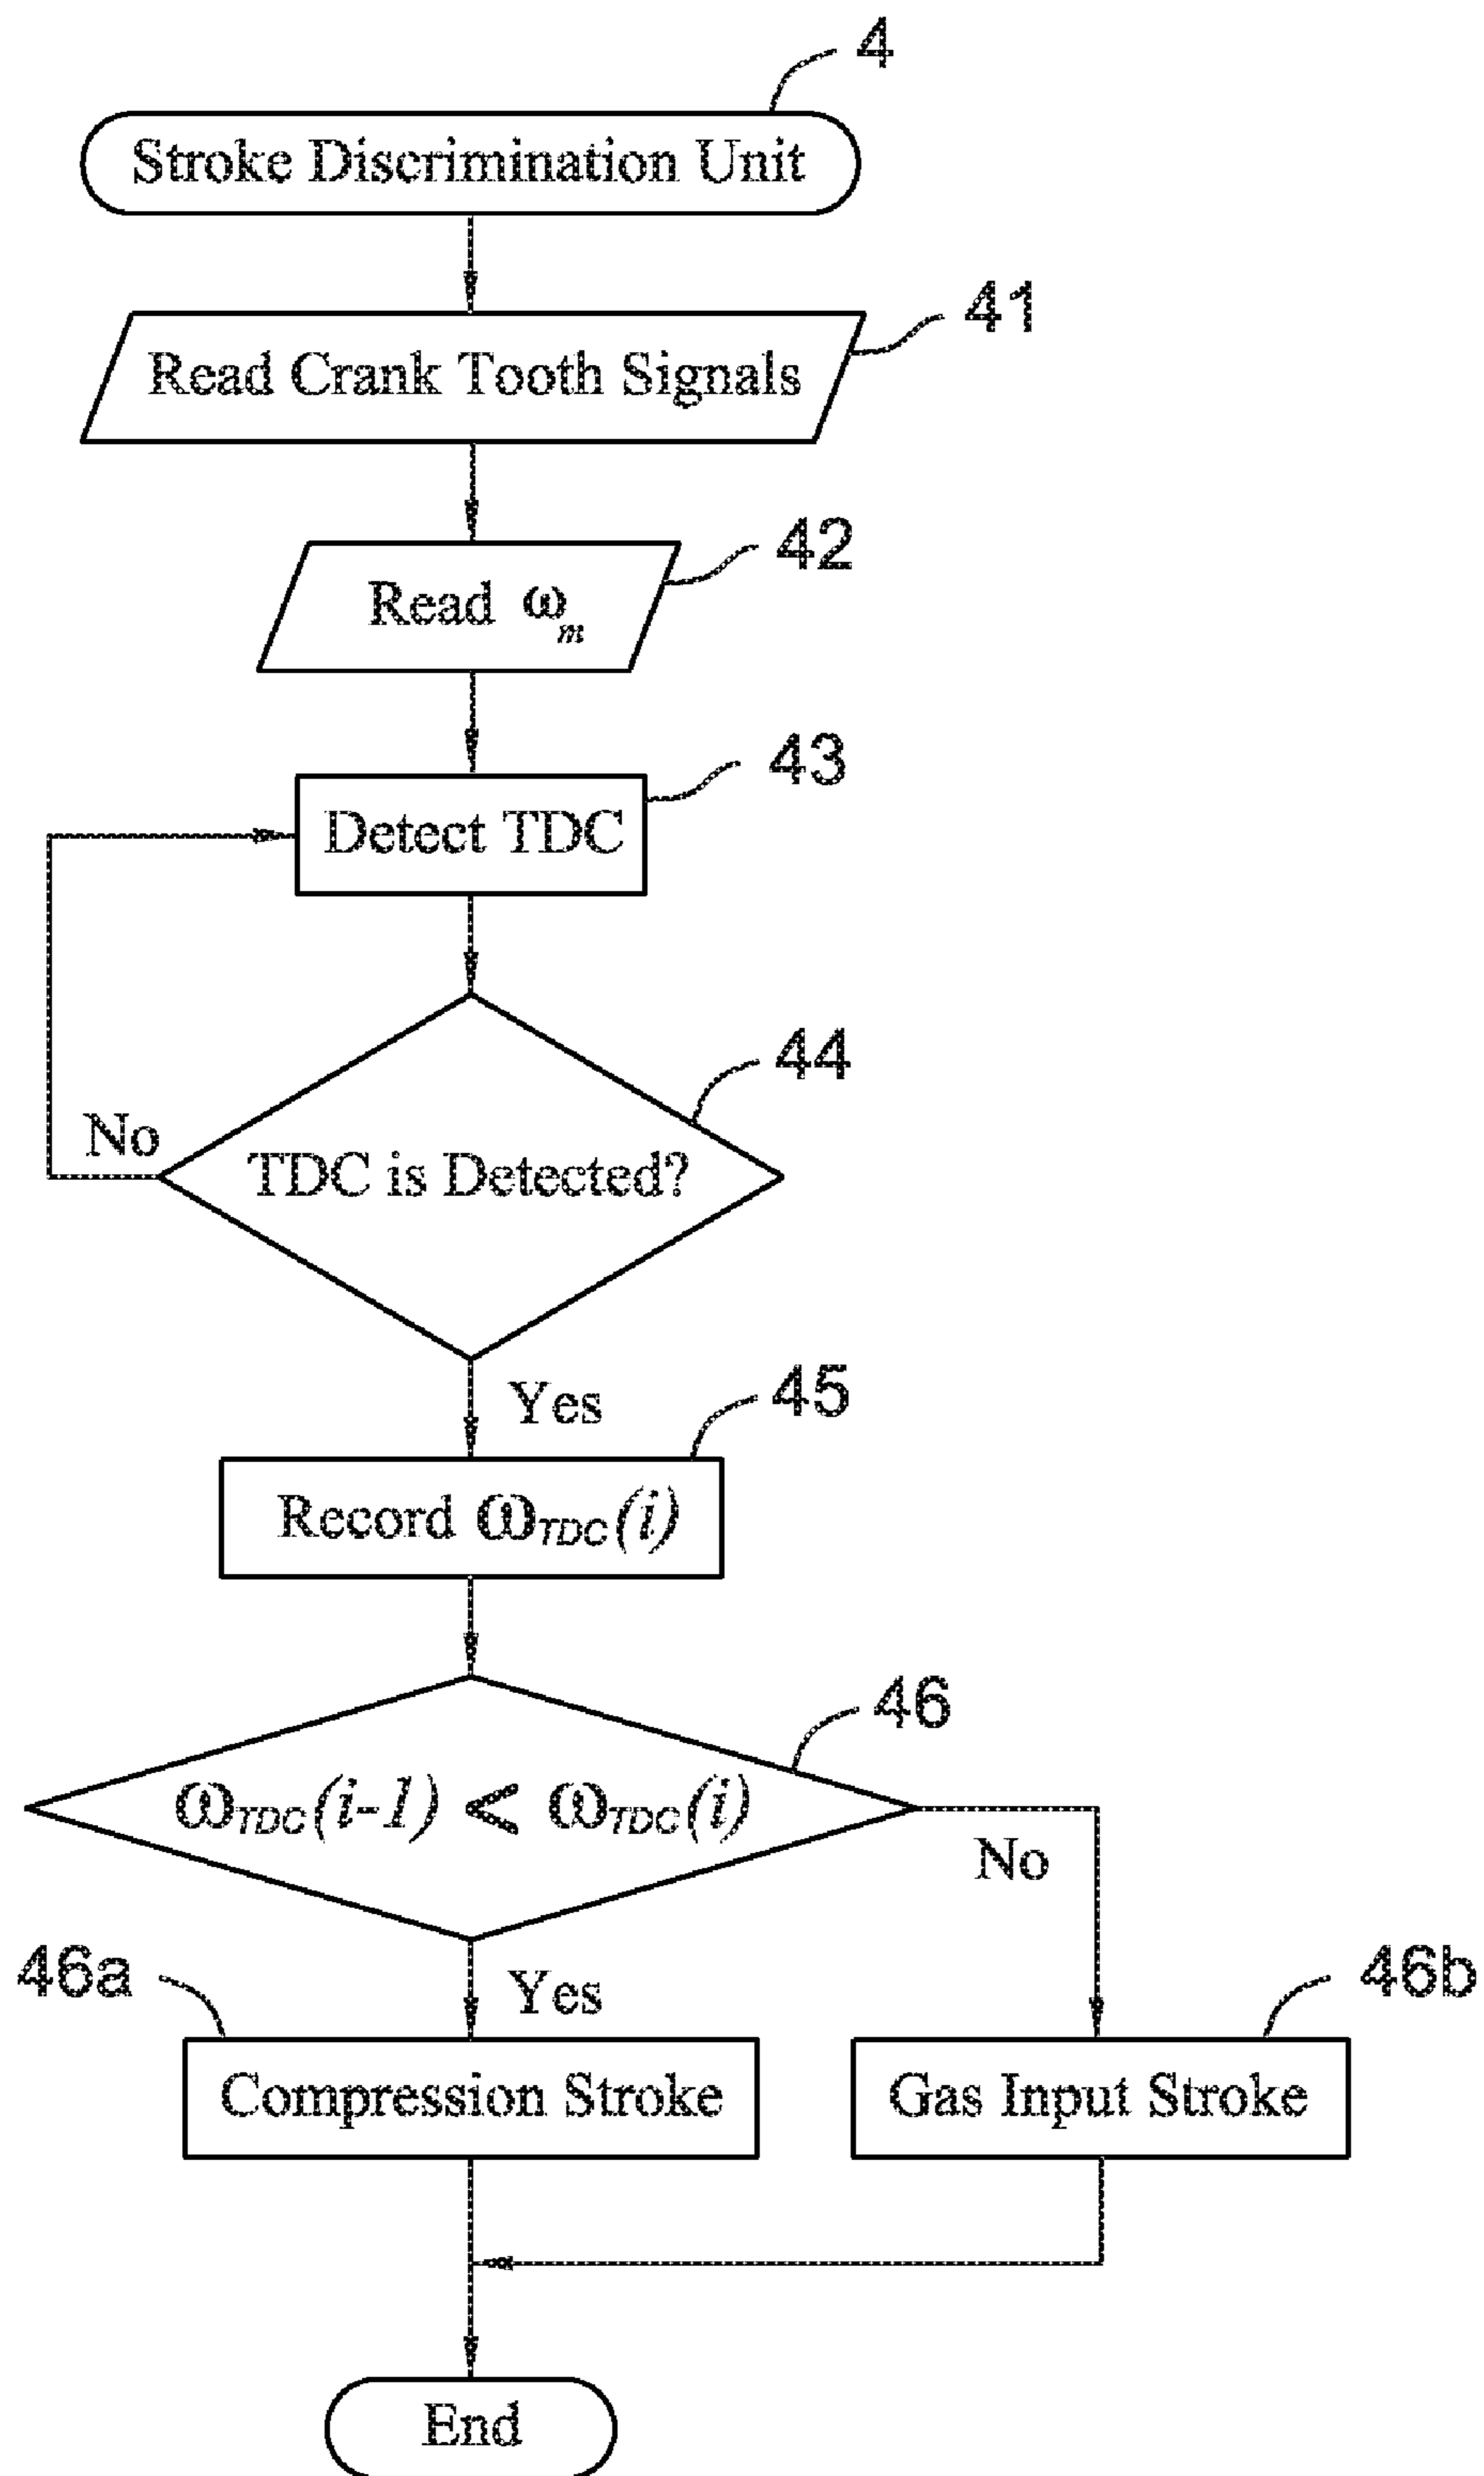 4
Stroke Discrimination Unit
41
Read Crank Tooth Signals
42
Read ωm
43
Detect TDC
44
No
TDC is Detected?
Yes
45
Record ωTDC(i)
46
ωTDC(i-1) < ωTDC(i)
No
46a
Yes
46b
Compression Stroke
Gas Input Stroke
End